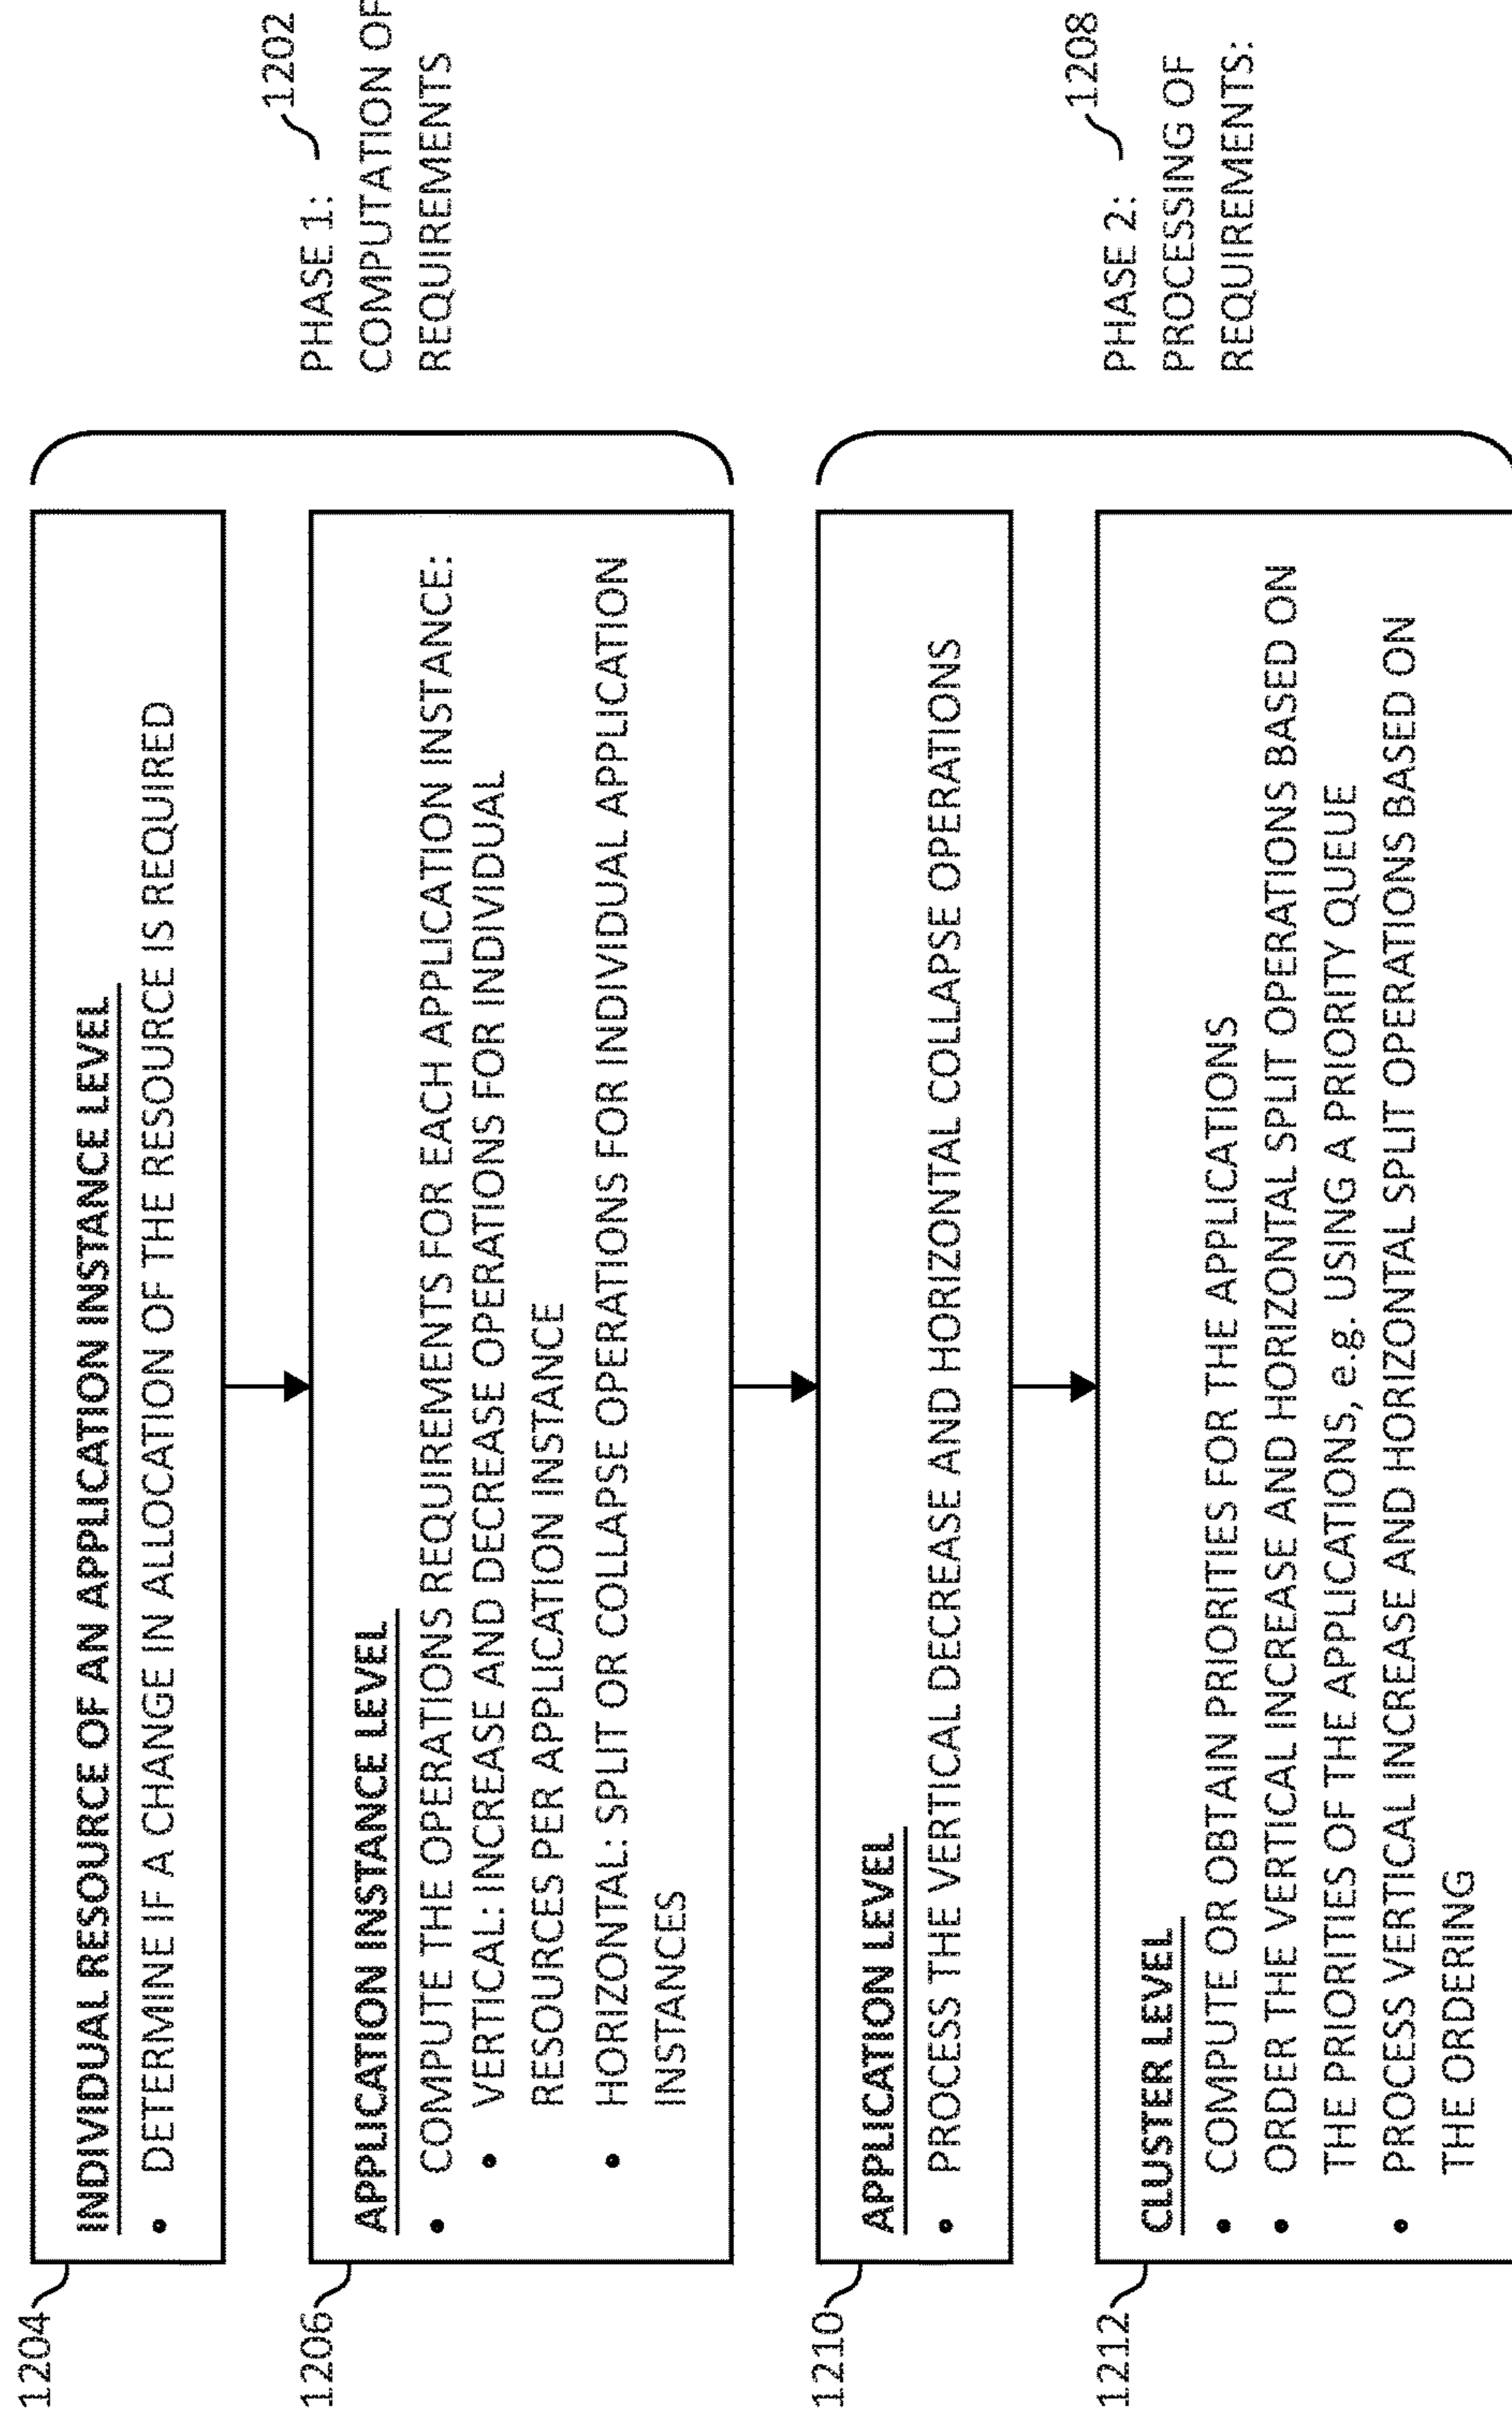 1204
INDIVIDUAL RESOURCE OF AN APPLICATION INSTANCE LEVEL
• DETERMINE IF A CHANGE IN ALLOCATION OF THE RESOURCE IS REQUIRED
1206
APPLICATION INSTANCE LEVEL
• COMPUTE THE OPERATIONS REQUIREMENTS FOR EACH APPLICATION INSTANCE:
• VERTICAL: INCREASE AND DECREASE OPERATIONS FOR INDIVIDUAL
RESOURCES PER APPLICATION INSTANCE
• HORIZONTAL: SPLIT OR COLLAPSE OPERATIONS FOR INDIVIDUAL APPLICATION
INSTANCES
PHASE 1:
1202
COMPUTATION OF
REQUIREMENTS
1210
APPLICATION LEVEL
• PROCESS THE VERTICAL DECREASE AND HORIZONTAL COLLAPSE OPERATIONS
1212
CLUSTER LEVEL
• COMPUTE OR OBTAIN PRIORITIES FOR THE APPLICATIONS
• ORDER THE VERTICAL INCREASE AND HORIZONTAL SPLIT OPERATIONS BASED ON
THE PRIORITIES OF THE APPLICATIONS, e.g. USING A PRIORITY QUEUE
• PROCESS VERTICAL INCREASE AND HORIZONTAL SPLIT OPERATIONS BASED ON
THE ORDERING
PHASE 2:
1208
PROCESSING OF
REQUIREMENTS: